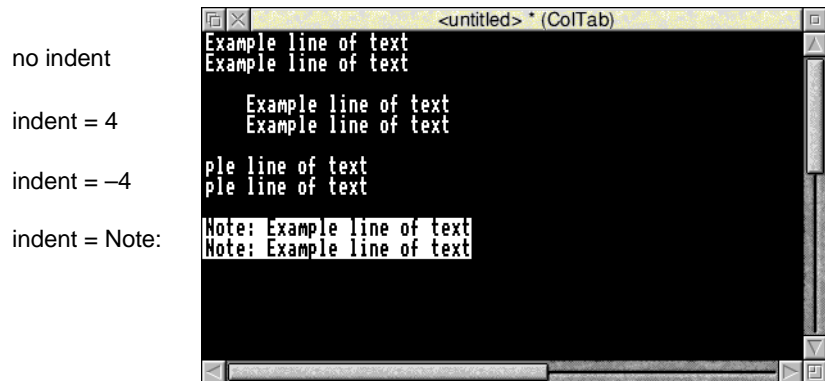 <untitled> * (ColTab)
no indent
Example line of text
Example line of text
indent = 4
Example line of text
Example line of text
indent = –4
ple line of text
ple line of text
indent = Note:
Note: Example line of text
Note: Example line of text